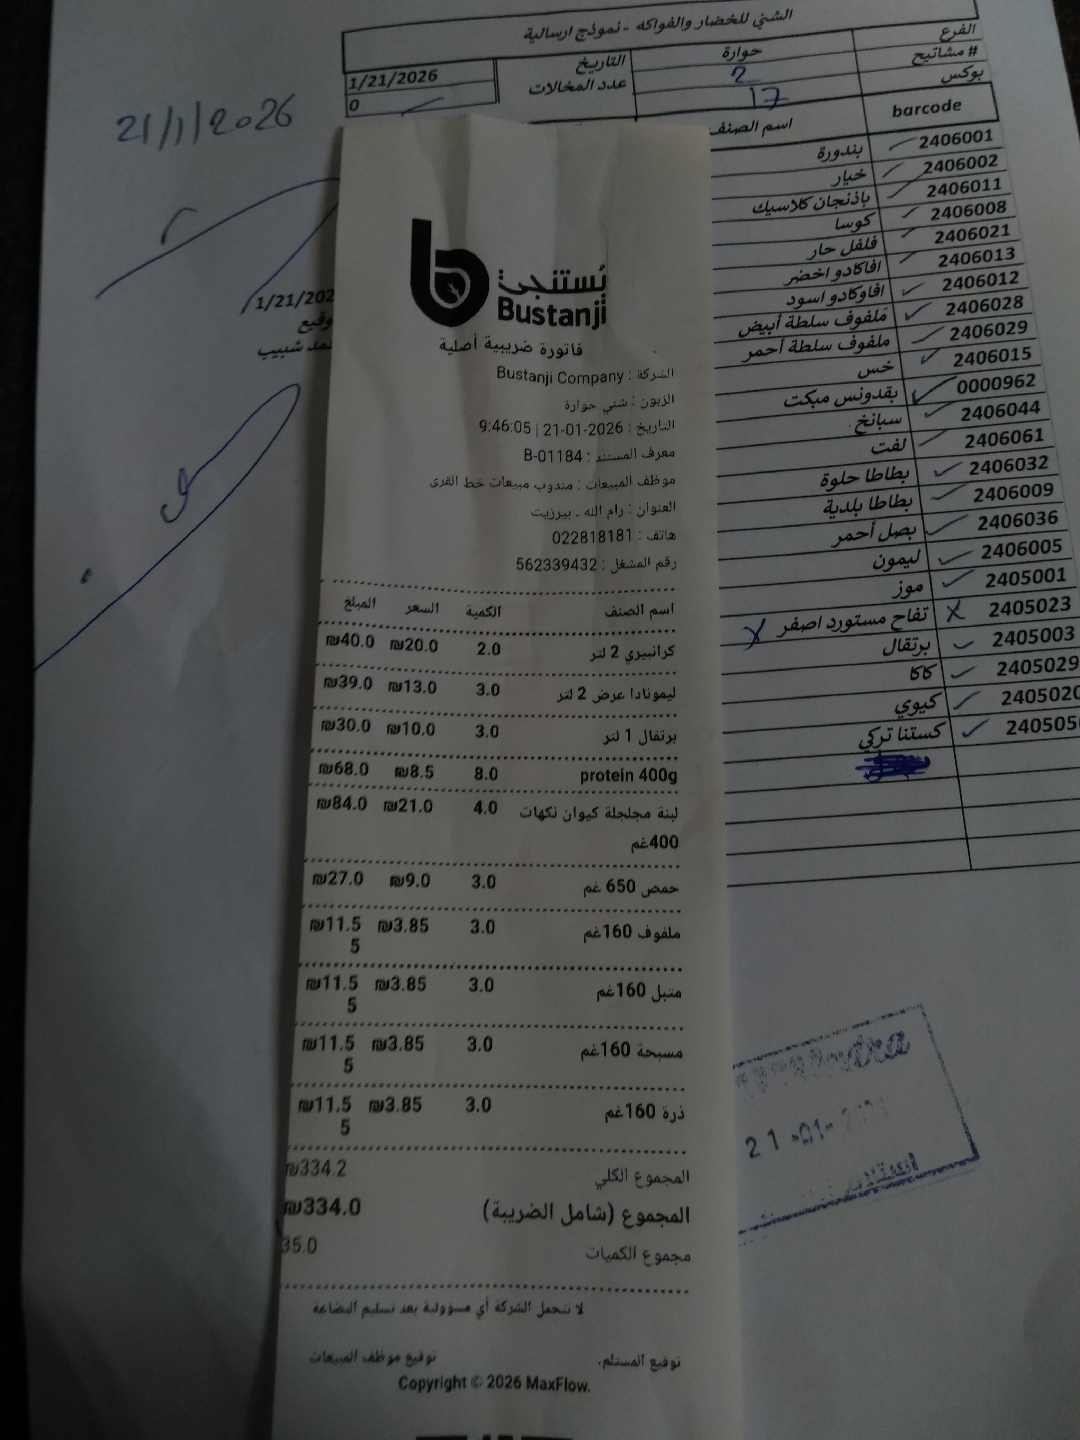 الشني للخضار والفواكه - نموذج ارسالية
الفرع حوارة التاريخ 1/21/2026
# مشاتيح 2 عدد المخالات 0
بوكس 17
barcode اسم الصنف
2406001 بندورة
2406002 خيار
2406011 باذنجان كلاسيك
2406008 كوسا
2406021 فلفل حار
2406013 افاكادو اخضر
2406012 افاوكادو اسود
2406028 ملفوف سلطة أبيض
2406029 ملفوف سلطة أحمر
2406015 خس
0000962 بقدونس مبكت
2406044 سبانخ
2406061 لفت
2406032 بطاطا حلوة
2406009 بطاطا بلدية
2406036 بصل أحمر
2406005 ليمون
2405001 موز
2405023 تفاح مستورد اصفر X X
2405003 برتقال
2405029 كاكا
2405020 كيوي
240505 كستنا تركي
21/1/2026
1/21/202
وقيع
مد شبيب
21-01-
بُستنجي
Bustanji
فاتورة ضريبية أصلية
الشركة : Bustanji Company
الزبون : شني حوارة
التاريخ : 21-01-2026 | 9:46:05
معرف المستند : B-01184
موظف المبيعات : مندوب مبيعات خط القرى
العنوان : رام الله - بيرزيت
هاتف : 022818181
رقم المشغل : 562339432
اسم الصنف الكمية السعر المبلغ
كرانبيري 2 لتر 2.0 ₪20.0 ₪40.0
ليمونادا عرض 2 لتر 3.0 ₪13.0 ₪39.0
برتقال 1 لتر 3.0 ₪10.0 ₪30.0
protein 400g 8.0 ₪8.5 ₪68.0
لبنة مجلجلة كيوان نكهات 4.0 ₪21.0 ₪84.0
400غم
حمص 650 غم 3.0 ₪9.0 ₪27.0
ملفوف 160غم 3.0 ₪3.85 ₪11.5
5
متبل 160غم 3.0 ₪3.85 ₪11.5
5
مسبحة 160غم 3.0 ₪3.85 ₪11.5
5
ذرة 160غم 3.0 ₪3.85 ₪11.5
5
المجموع الكلي ₪334.2
المجموع (شامل الضريبة) ₪334.0
مجموع الكميات 35.0
لا تتحمل الشركة أي مسوولية بعد تسليم البضاعة
توقيع المستلم. توقيع موظف المبيعات
Copyright © 2026 MaxFlow.